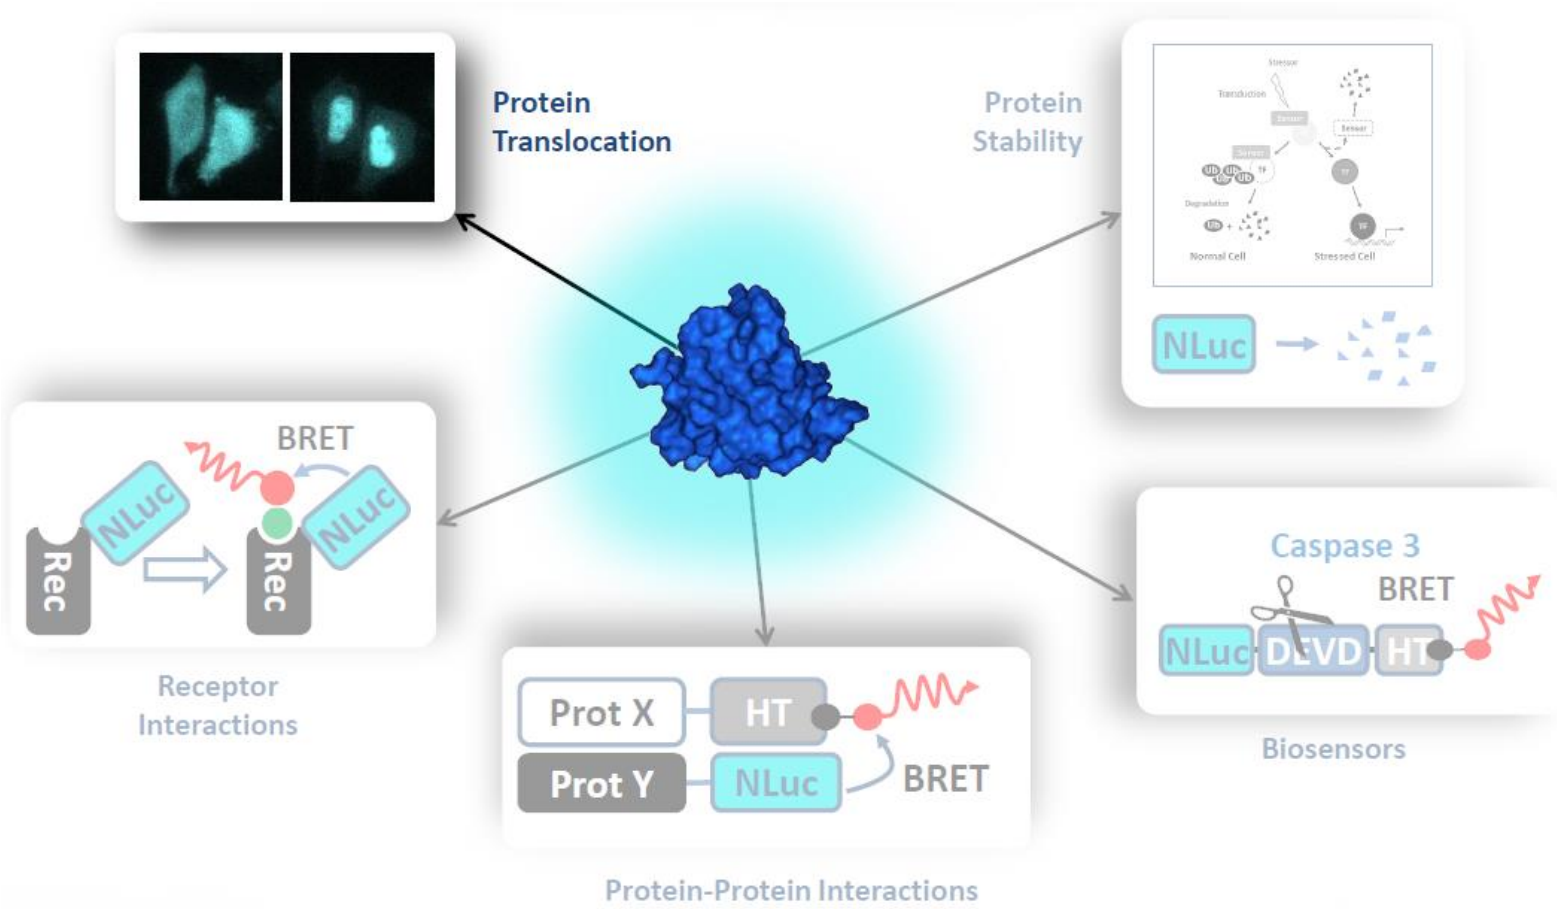 Protein
Translocation
Protein
Stability
Stressor
Transduction
Sensor
Sensor
Sensor
TF
TF
Ub
Ub
Ub
Ub
Degradation
Ub +
TF
Normal Cell
Stressed Cell
NLuc
BRET
NLuc
NLuc
Rec
Rec
Receptor
Interactions
Caspase 3
BRET
NLuc
DEVD
HT
Biosensors
Prot X
HT
Prot Y
NLuc
BRET
Protein-Protein Interactions